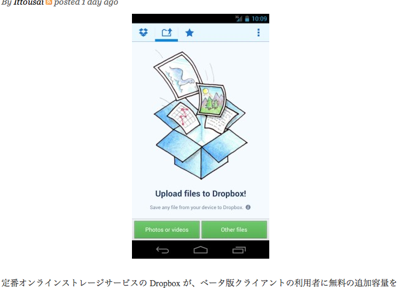 By Ittousai posted 1 day ago
10:09
Upload files to Dropbox!
Save any file from your device to Dropbox.
Photos or videos Other files
定番オンラインストレージサービスの Dropbox が、ベータ版クライアントの利用者に無料の追加容量を